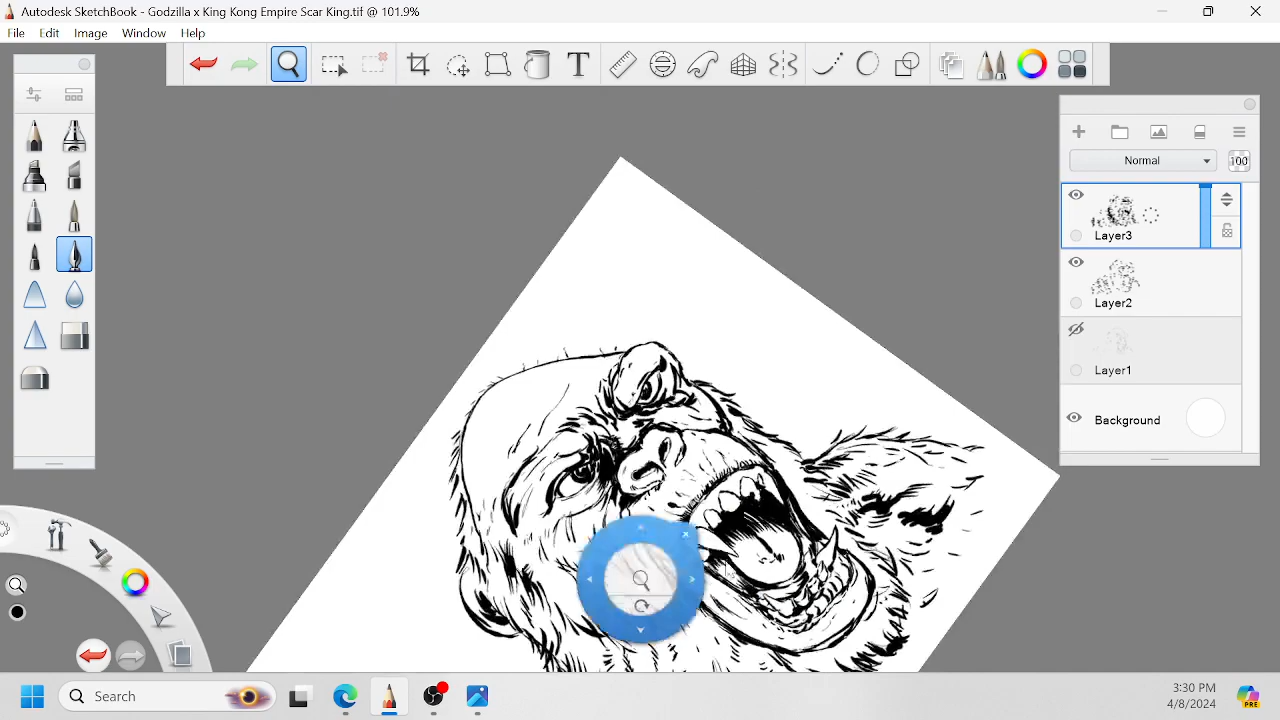 Autodesk SketchBook - Godzilla x King Kong Empire Scar King.tif @ 101.9%
File Edit Image Window Help
T
Normal
100
Layer3
Layer2
Layer1
Background
Search
3:30 PM
4/8/2024
PRE